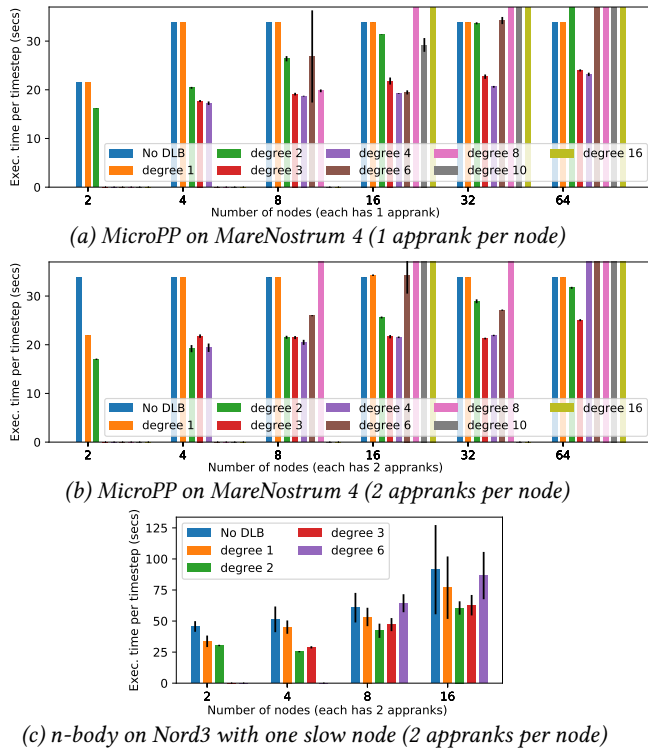 Exec. time per timestep (secs)
30
20
10
0
No DLB
degree 1
degree 2
degree 3
degree 4
degree 6
degree 8
degree 10
degree 16
2
4
8
16
32
64
Number of nodes (each has 1 apprank)
(a) MicroPP on MareNostrum 4 (1 apprank per node)
Exec. time per timestep (secs)
30
20
10
0
No DLB
degree 1
degree 2
degree 3
degree 4
degree 6
degree 8
degree 10
degree 16
2
4
8
16
32
64
Number of nodes (each has 2 appranks)
(b) MicroPP on MareNostrum 4 (2 appranks per node)
Exec. time per timestep (secs)
125
100
75
50
25
0
No DLB
degree 1
degree 2
degree 3
degree 6
2
4
8
16
Number of nodes (each has 2 appranks)
(c) n-body on Nord3 with one slow node (2 appranks per node)